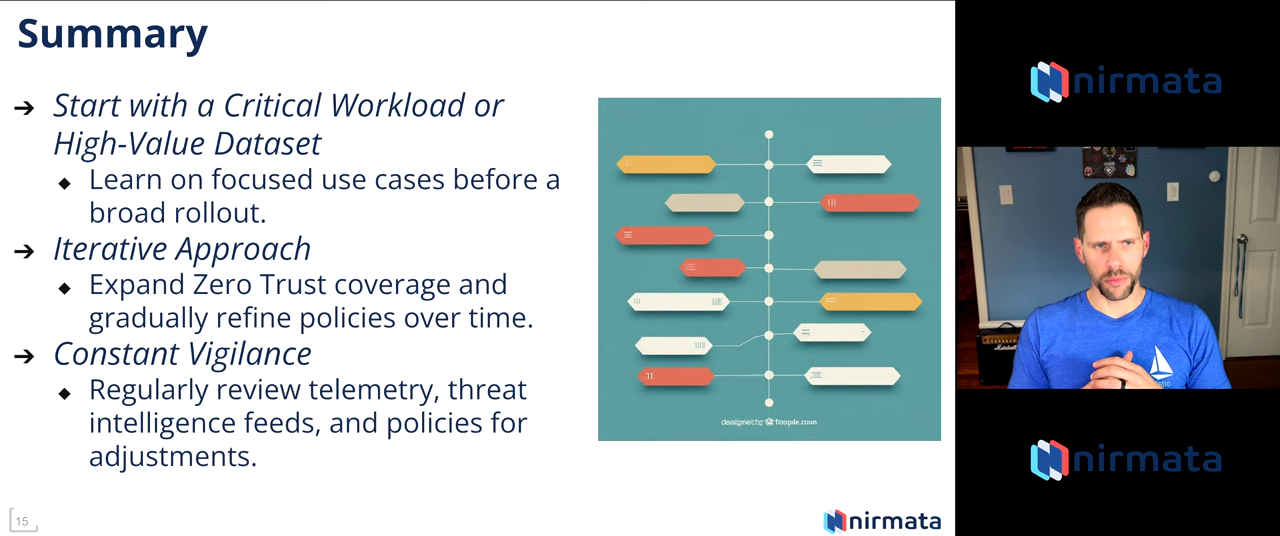 Summary
➔ Start with a Critical Workload or
High-Value Dataset
◆ Learn on focused use cases before a
broad rollout.
➔ Iterative Approach
◆ Expand Zero Trust coverage and
gradually refine policies over time.
➔ Constant Vigilance
◆ Regularly review telemetry, threat
intelligence feeds, and policies for
adjustments.
15
nirmata
nirmata
Marshall
nirmata